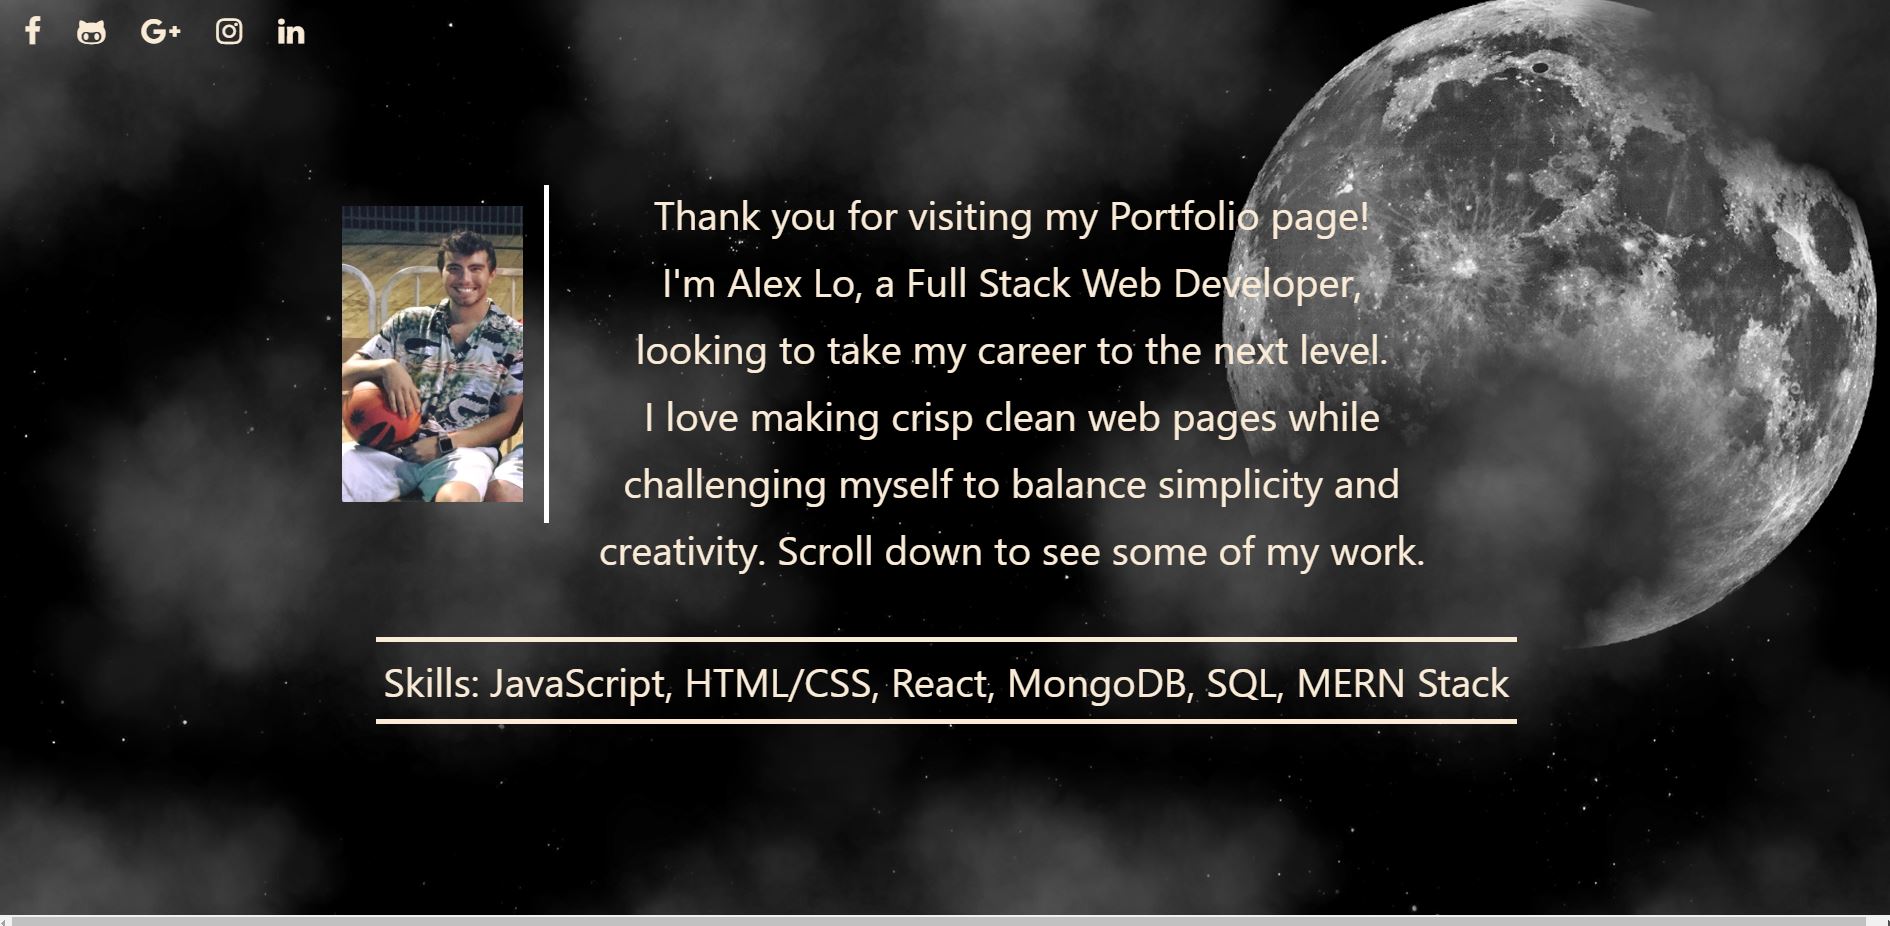 Thank you for visiting my Portfolio page!
I'm Alex Lo, a Full Stack Web Developer,
looking to take my career to the next level.
I love making crisp clean web pages while
challenging myself to balance simplicity and
creativity. Scroll down to see some of my work.
Skills: JavaScript, HTML/CSS, React, MongoDB, SQL, MERN Stack